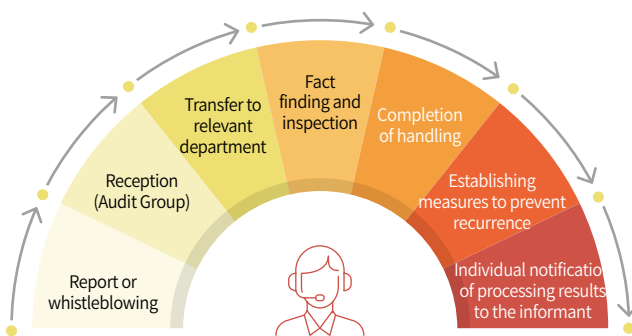 Report or
whistleblowing
Reception
(Audit Group)
Transfer to
relevant
department
Fact
finding and
inspection
Completion
of handling
Establishing
measures to prevent
recurrence
Individual notificatio
of processing results
to the informant